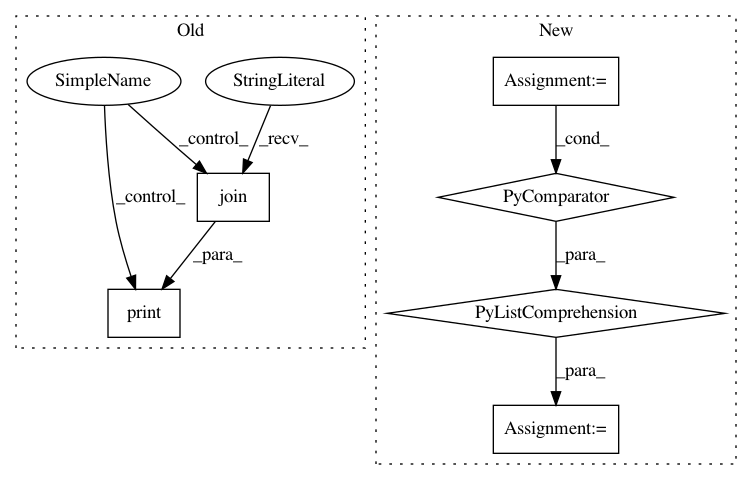 Old
New
SimpleName
StringLiteral
Assignment:=
_control_
_recv_
_cond_
join
PyComparator
_control_
_para_
_para_
print
PyListComprehension
_para_
Assignment:=